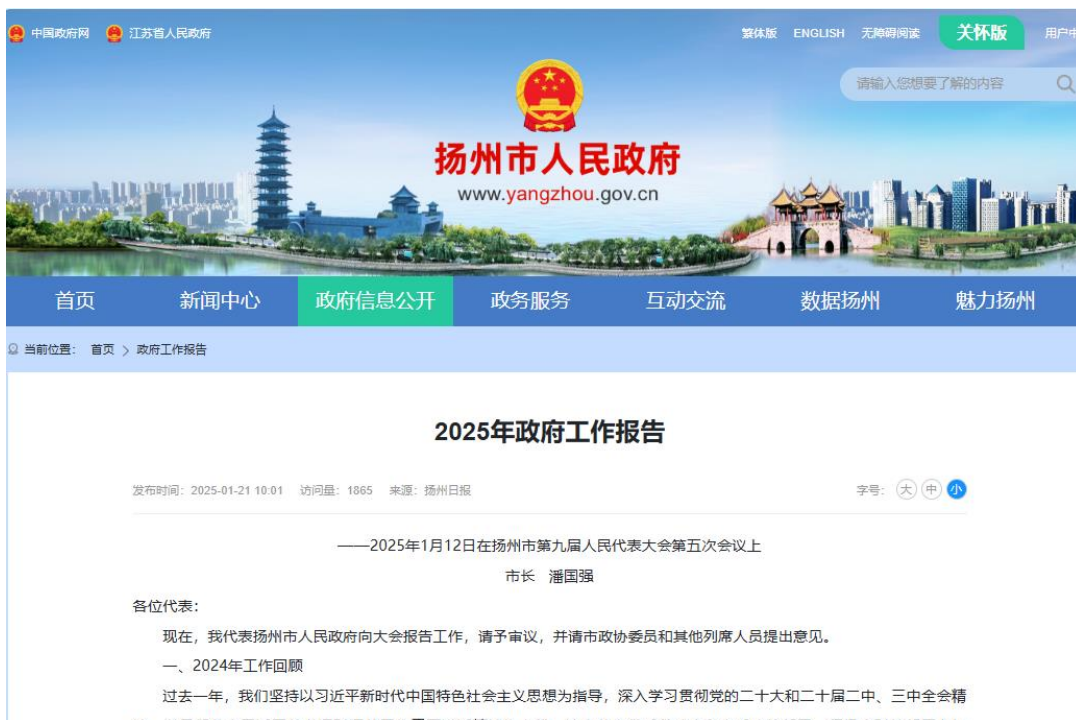 中国政府网 江苏省人民政府 繁体版 ENGLISH 无障碍阅读 关怀版 用户中
请输入您想要了解的内容
扬州市人民政府
www.yangzhou.gov.cn
首页 新闻中心 政府信息公开 政务服务 互动交流 数据扬州 魅力扬州
当前位置： 首页 > 政府工作报告
2025年政府工作报告
发布时间：2025-01-21 10:01 访问量：1865 来源：扬州日报 字号： 大 中 小
——2025年1月12日在扬州市第九届人民代表大会第五次会议上
市长 潘国强
各位代表：
现在，我代表扬州市人民政府向大会报告工作，请予审议，并请市政协委员和其他列席人员提出意见。
一、2024年工作回顾
过去一年，我们坚持以习近平新时代中国特色社会主义思想为指导，深入学习贯彻党的二十大和二十届二中、三中全会精